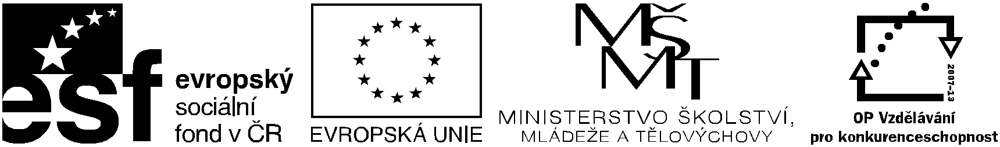 esf
evropský
sociální
fond v ČR
EVROPSKÁ UNIE
MŠMT
MINISTERSTVO ŠKOLSTVÍ,
MLÁDEŽE A TĚLOVÝCHOVY
2007-13
OP Vzdělávání
pro konkurenceschopnost